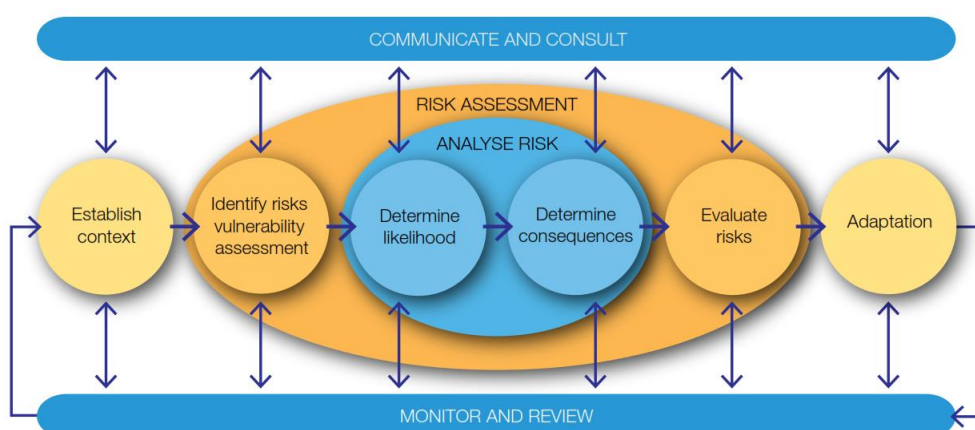 COMMUNICATE AND CONSULT
RISK ASSESSMENT
ANALYSE RISK
Establish
context
Identify risks
vulnerability
assessment
Determine
likelihood
Determine
consequences
Evaluate
risks
Adaptation
MONITOR AND REVIEW